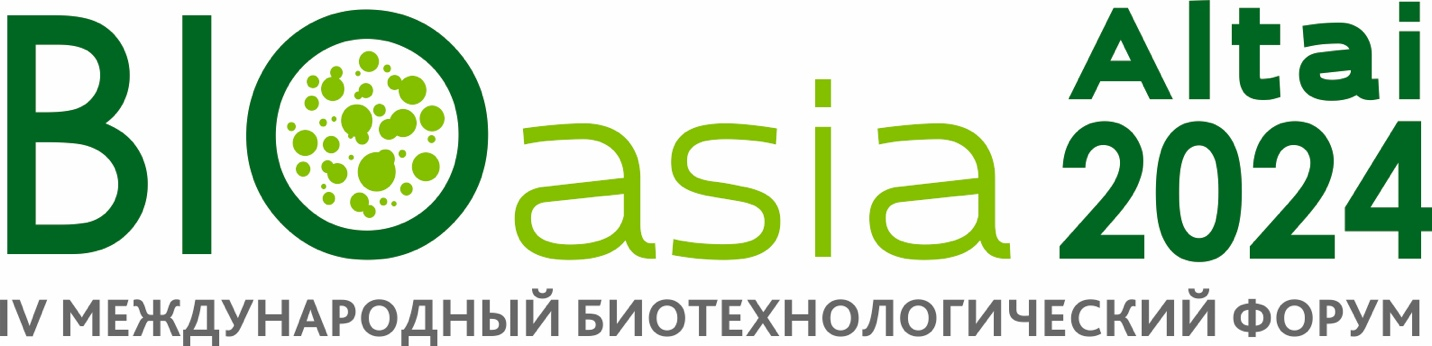 BIOasia Altai 2024
IV МЕЖДУНАРОДНЫЙ БИОТЕХНОЛОГИЧЕСКИЙ ФОРУМ